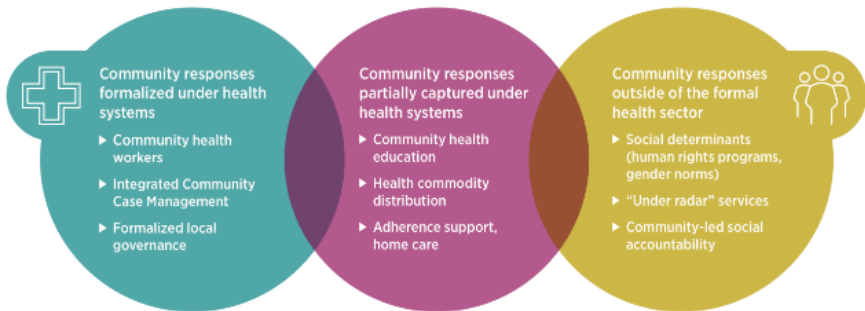 Community responses
formalized under health
systems
▶ Community health
workers
▶ Integrated Community
Case Management
▶ Formalized local
governance
Community responses
partially captured under
health systems
▶ Community health
education
▶ Health commodity
distribution
▶ Adherence support,
home care
Community responses
outside of the formal
health sector
▶ Social determinants
(human rights programs,
gender norms)
▶ “Under radar” services
▶ Community-led social
accountability